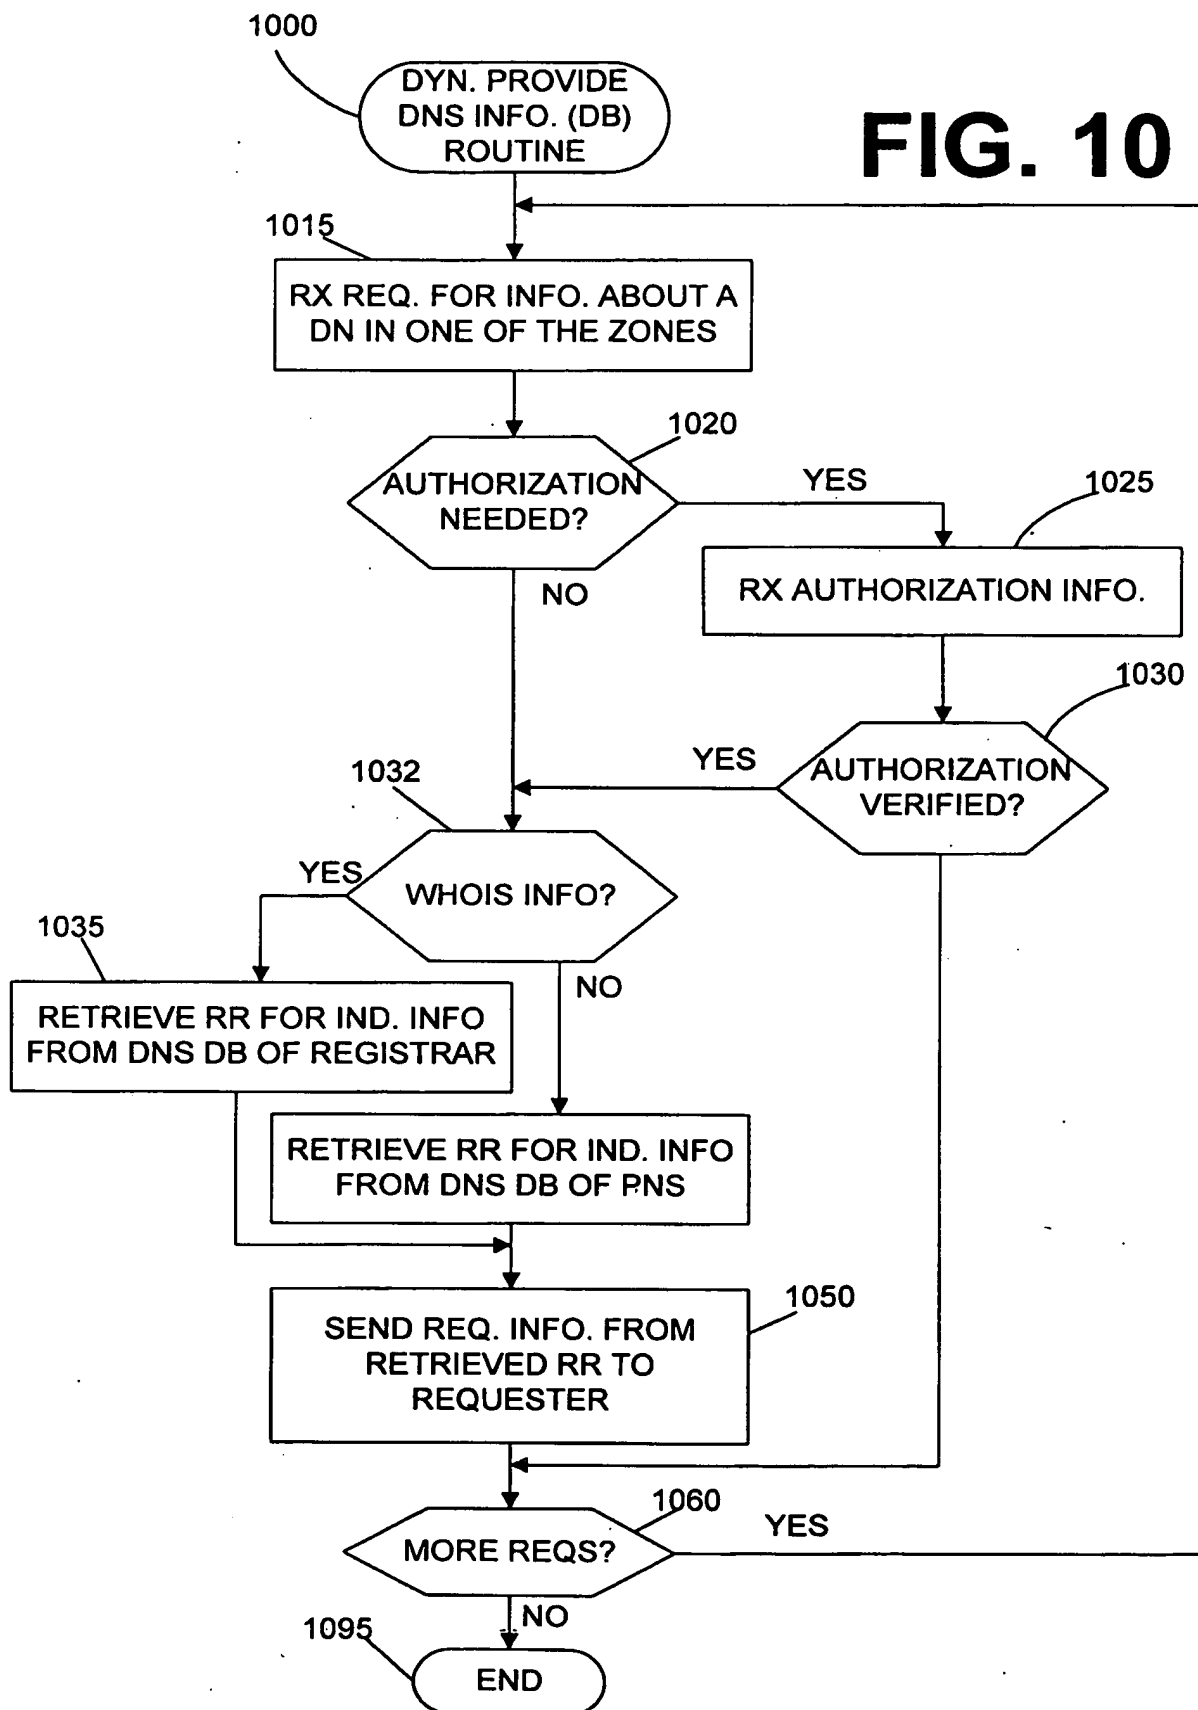 1000
DYN. PROVIDE
DNS INFO. (DB)
ROUTINE
FIG. 10
1015
RX REQ. FOR INFO. ABOUT A
DN IN ONE OF THE ZONES
1020
AUTHORIZATION
NEEDED?
YES
1025
NO
RX AUTHORIZATION INFO.
1030
YES
AUTHORIZATION
VERIFIED?
1032
YES
WHOIS INFO?
1035
NO
RETRIEVE RR FOR IND. INFO
FROM DNS DB OF REGISTRAR
RETRIEVE RR FOR IND. INFO
FROM DNS DB OF PNS
1050
SEND REQ. INFO. FROM
RETRIEVED RR TO
REQUESTER
1060
YES
MORE REQS?
NO
1095
END